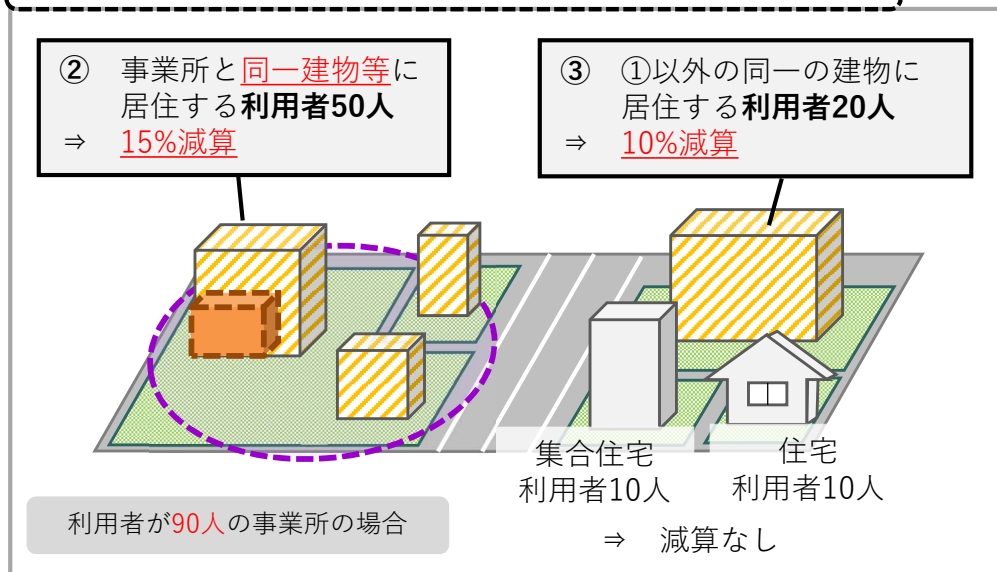 ② 事業所と同一建物等に
居住する利用者50人
⇒ 15%減算
③ ①以外の同一の建物に
居住する利用者20人
⇒ 10%減算
集合住宅
利用者10人
住宅
利用者10人
⇒ 減算なし
利用者が90人の事業所の場合